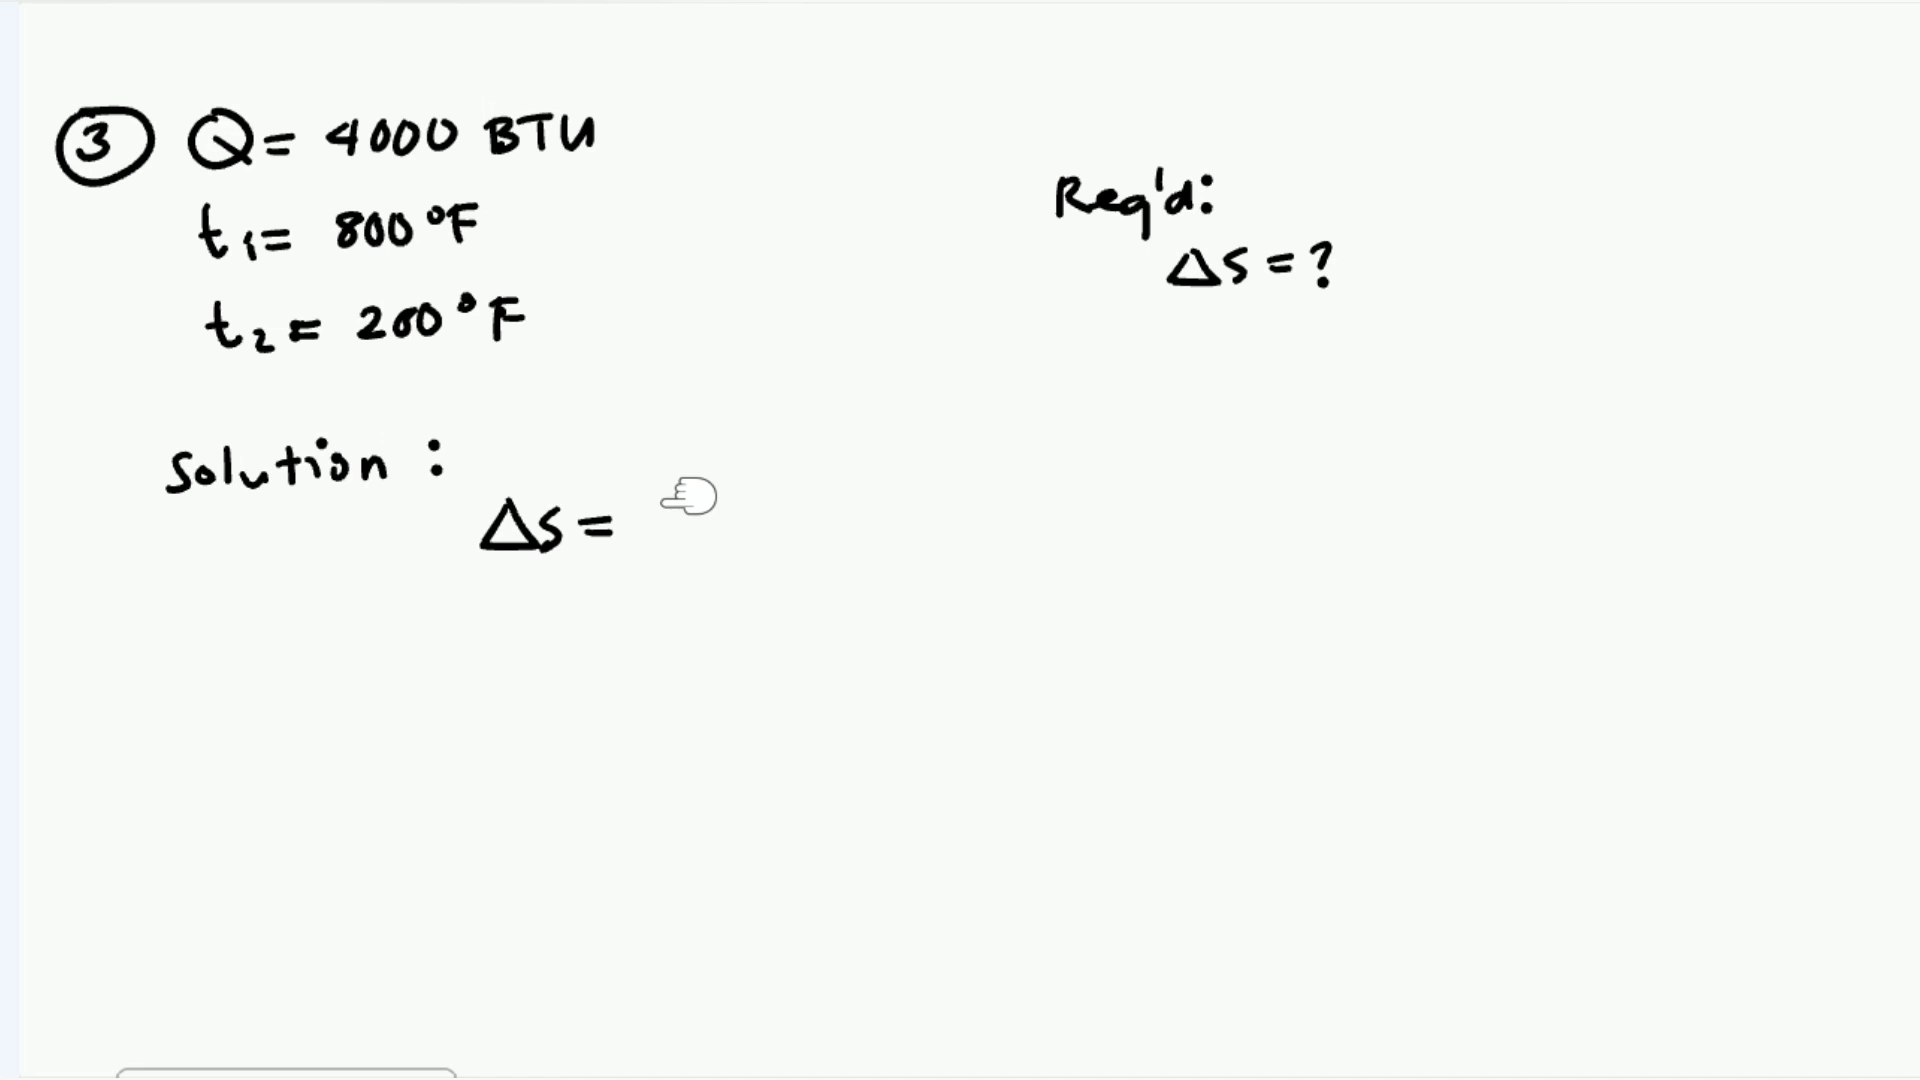 ③ Q = 4000 BTU
t₁ = 800 °F
t₂ = 200 °F
Req'd:
ΔS = ?
Solution :
ΔS =